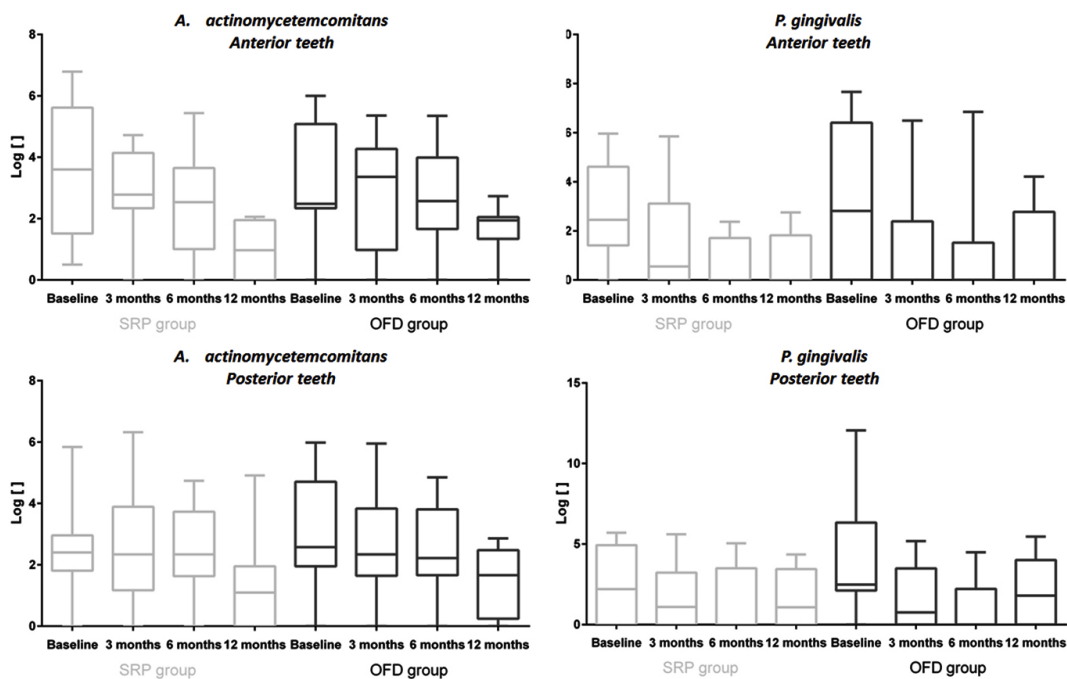 A. actinomycetemcomitans
Anterior teeth
8
6
4
2
0
Log [ ]
Baseline 3 months 6 months 12 months Baseline 3 months 6 months 12 months
SRP group OFD group
P. gingivalis
Anterior teeth
0
8
6
4
2
0
Baseline 3 months 6 months 12 months Baseline 3 months 6 months 12 months
SRP group OFD group
A. actinomycetemcomitans
Posterior teeth
8
6
4
2
0
Log [ ]
Baseline 3 months 6 months 12 months Baseline 3 months 6 months 12 months
SRP group OFD group
P. gingivalis
Posterior teeth
15
10
5
0
Log [ ]
Baseline 3 months 6 months 12 months Baseline 3 months 6 months 12 months
SRP group OFD group